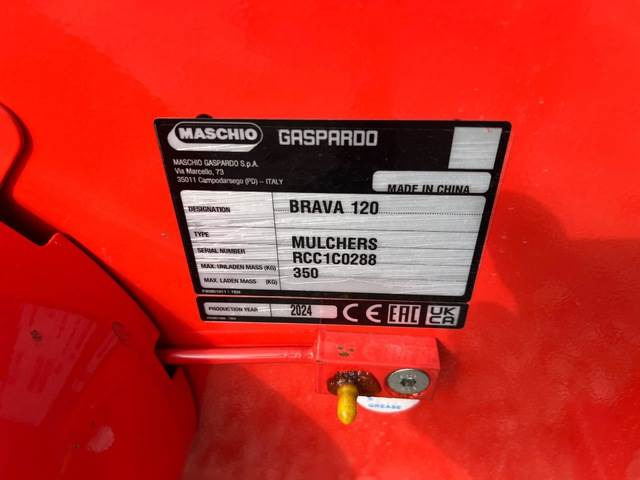 MASCHIO GASPARDO
MASCHIO GASPARDO S.p.A.
Via Marcello, 73
35011 Campodarsego (PD) – ITALY
MADE IN CHINA
DESIGNATION BRAVA 120
TYPE MULCHERS
SERIAL NUMBER RCC1C0288
MAX. UNLADEN MASS (KG) 350
MAX. LADEN MASS (KG)
PRODUCTION YEAR 2024 CE EAC UK CA
GREASE